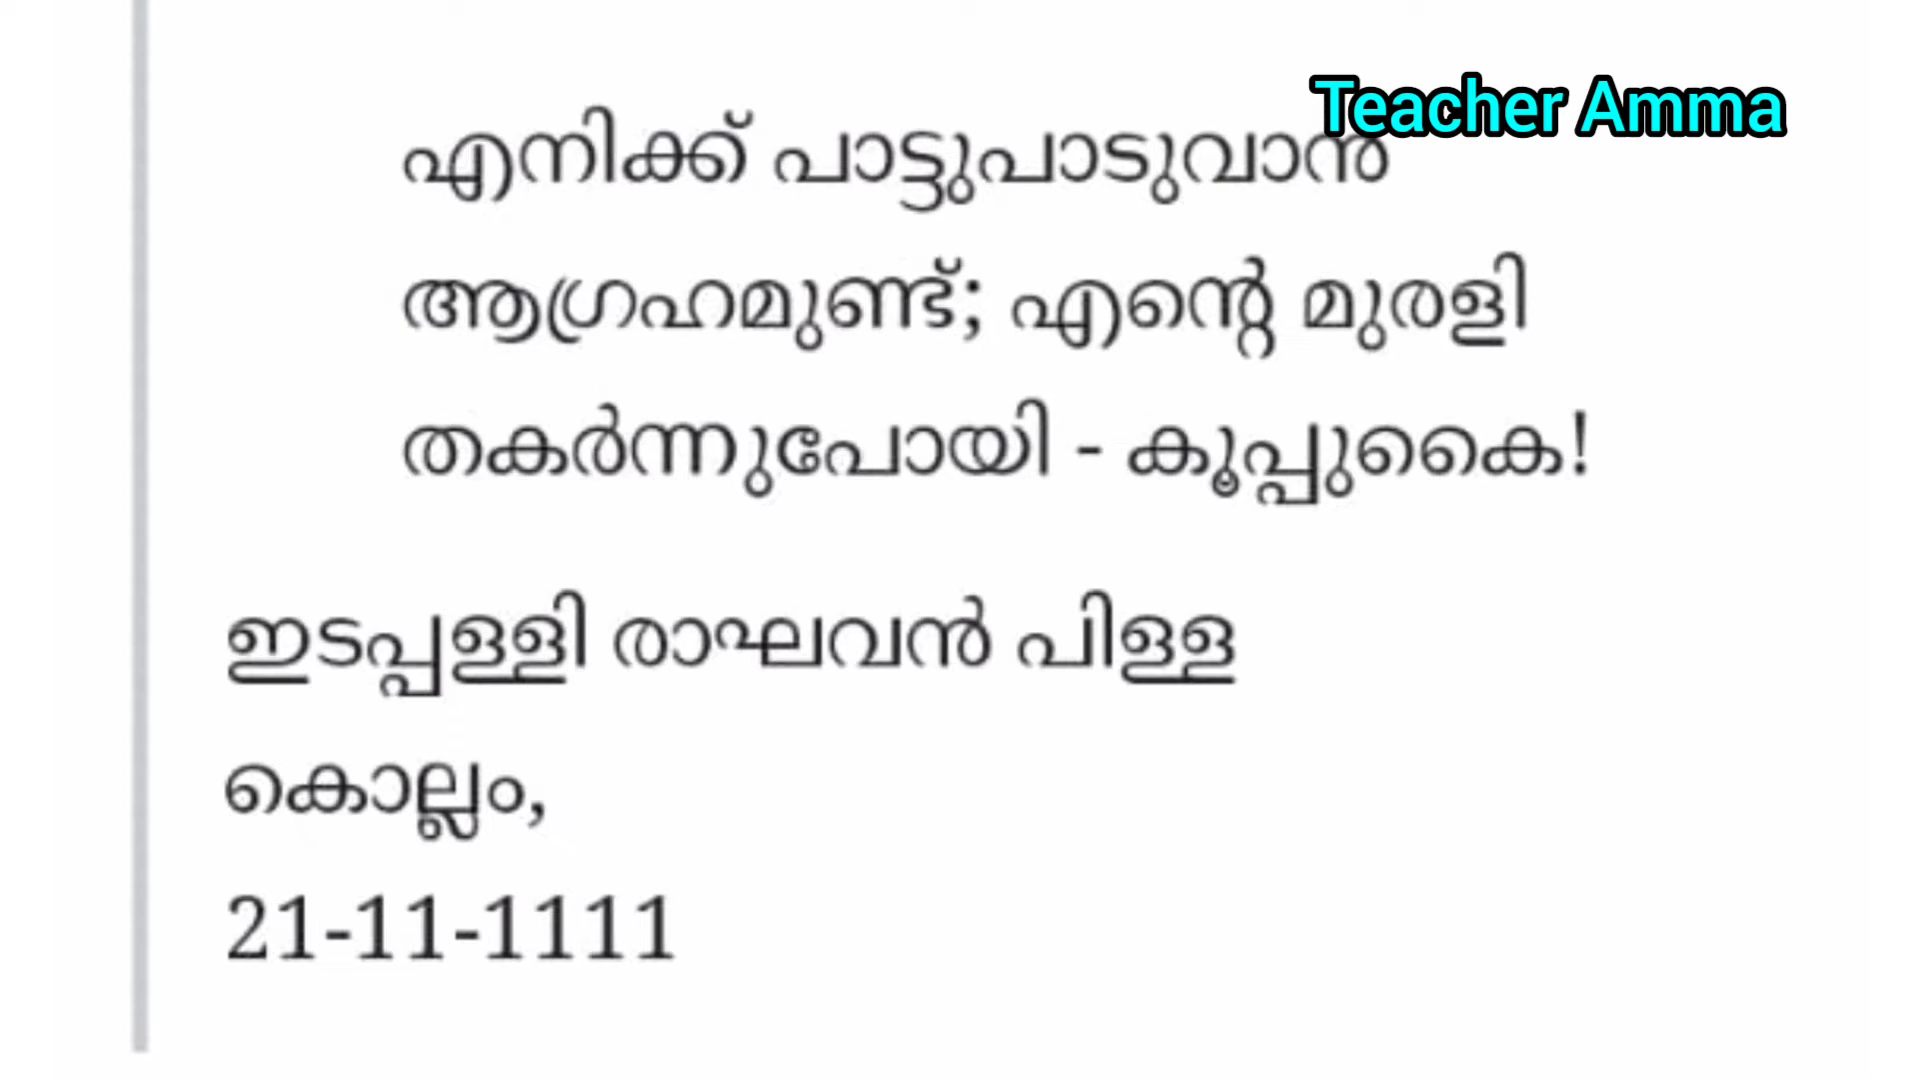 Teacher Amma
എനിക്ക് പാട്ടുപാടുവാൻ
ആഗ്രഹമുണ്ട്; എന്റെ മുരളി
തകർന്നുപോയി - കൂപ്പുകൈ!
ഇടപ്പള്ളി രാഘവൻ പിള്ള
കൊല്ലം,
21-11-1111